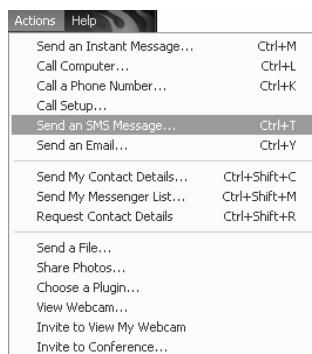 Actions Help
Send an Instant Message... Ctrl+M
Call Computer... Ctrl+L
Call a Phone Number... Ctrl+K
Call Setup...
Send an SMS Message... Ctrl+T
Send an Email... Ctrl+Y
Send My Contact Details... Ctrl+Shift+C
Send My Messenger List... Ctrl+Shift+M
Request Contact Details Ctrl+Shift+R
Send a File...
Share Photos...
Choose a Plugin...
View Webcam...
Invite to View My Webcam
Invite to Conference...